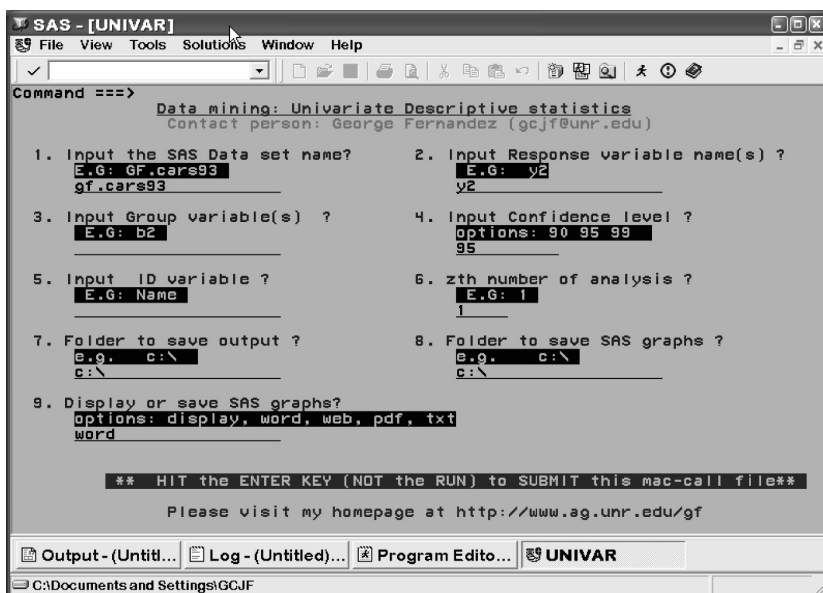 SAS - [UNIVAR]
File View Tools Solutions Window Help
Command ===>
Data mining: Univariate Descriptive statistics
Contact person: George Fernandez (gcjf@unr.edu)
1. Input the SAS Data set name? 2. Input Response variable name(s) ?
E.G: GF.cars93 E.G: y2
gf.cars93 y2
3. Input Group variable(s) ? 4. Input Confidence level ?
E.G: b2 options: 90 95 99
95
5. Input ID variable ? 6. zth number of analysis ?
E.G: Name E.G: 1
1
7. Folder to save output ? 8. Folder to save SAS graphs ?
e.g. c:\ e.g. c:\
c:\ c:\
9. Display or save SAS graphs?
options: display, word, web, pdf, txt
word
** HIT the ENTER KEY (NOT the RUN) to SUBMIT this mac-call file**
Please visit my homepage at http://www.ag.unr.edu/gf
Output - (Untitl... Log - (Untitled)... Program Edito... UNIVAR
C:\Documents and Settings\GCJF